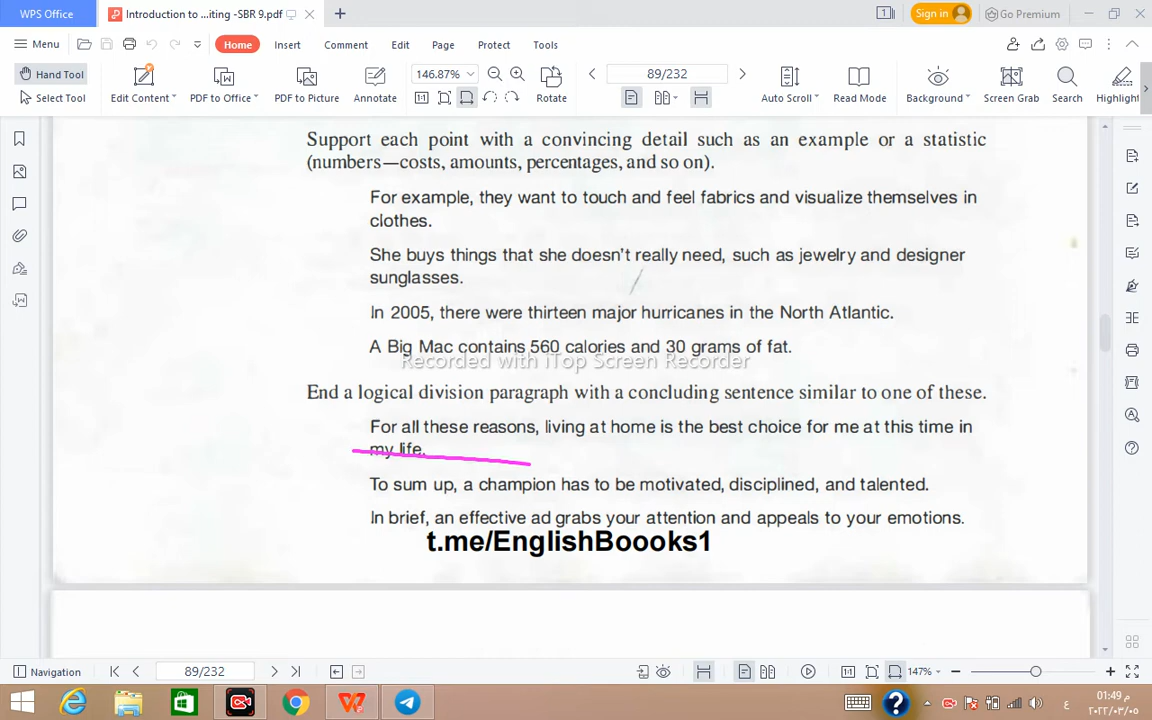 WPS Office
Introduction to ...iting -SBR 9.pdf
1
Sign in
Go Premium
Menu
Home
Insert
Comment
Edit
Page
Protect
Tools
Hand Tool
Select Tool
Edit Content
PDF to Office
PDF to Picture
Annotate
146.87%
Rotate
89/232
Auto Scroll
Read Mode
Background
Screen Grab
Search
Highlight
Support each point with a convincing detail such as an example or a statistic
(numbers—costs, amounts, percentages, and so on).
For example, they want to touch and feel fabrics and visualize themselves in
clothes.
She buys things that she doesn't really need, such as jewelry and designer
sunglasses.
In 2005, there were thirteen major hurricanes in the North Atlantic.
A Big Mac contains 560 calories and 30 grams of fat.
Recorded with iTop Screen Recorder
End a logical division paragraph with a concluding sentence similar to one of these.
For all these reasons, living at home is the best choice for me at this time in
my life.
To sum up, a champion has to be motivated, disciplined, and talented.
In brief, an effective ad grabs your attention and appeals to your emotions.
t.me/EnglishBoooks1
Navigation
89/232
147%
ع
01:49 م
٢٠٢٢/٠٣/٠٥